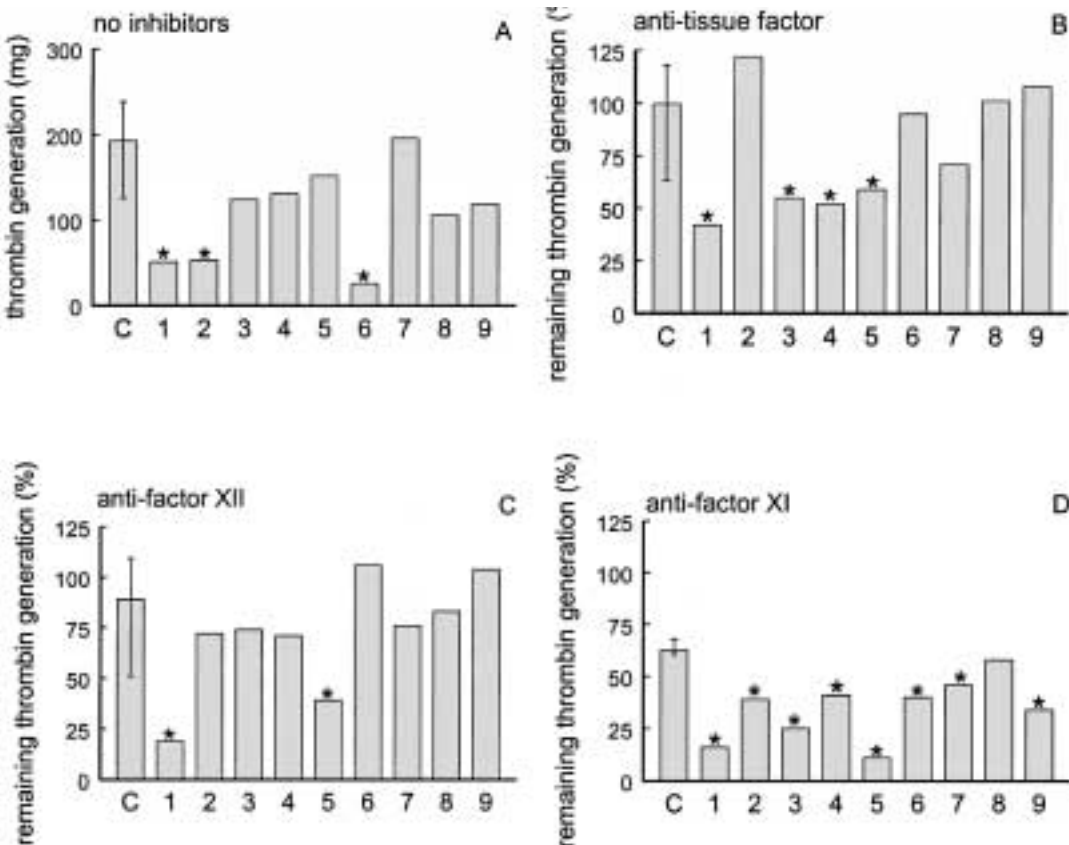 no inhibitors
A
thrombin generation (mg)
300
200
100
0
C 1 2 3 4 5 6 7 8 9
anti-tissue factor
B
remaining thrombin generation (%
125
100
75
50
25
0
C 1 2 3 4 5 6 7 8 9
anti-factor XII
C
remaining thrombin generation (%)
125
100
75
50
25
0
C 1 2 3 4 5 6 7 8 9
anti-factor XI
D
remaining thrombin generation (%)
125
100
75
50
25
0
C 1 2 3 4 5 6 7 8 9